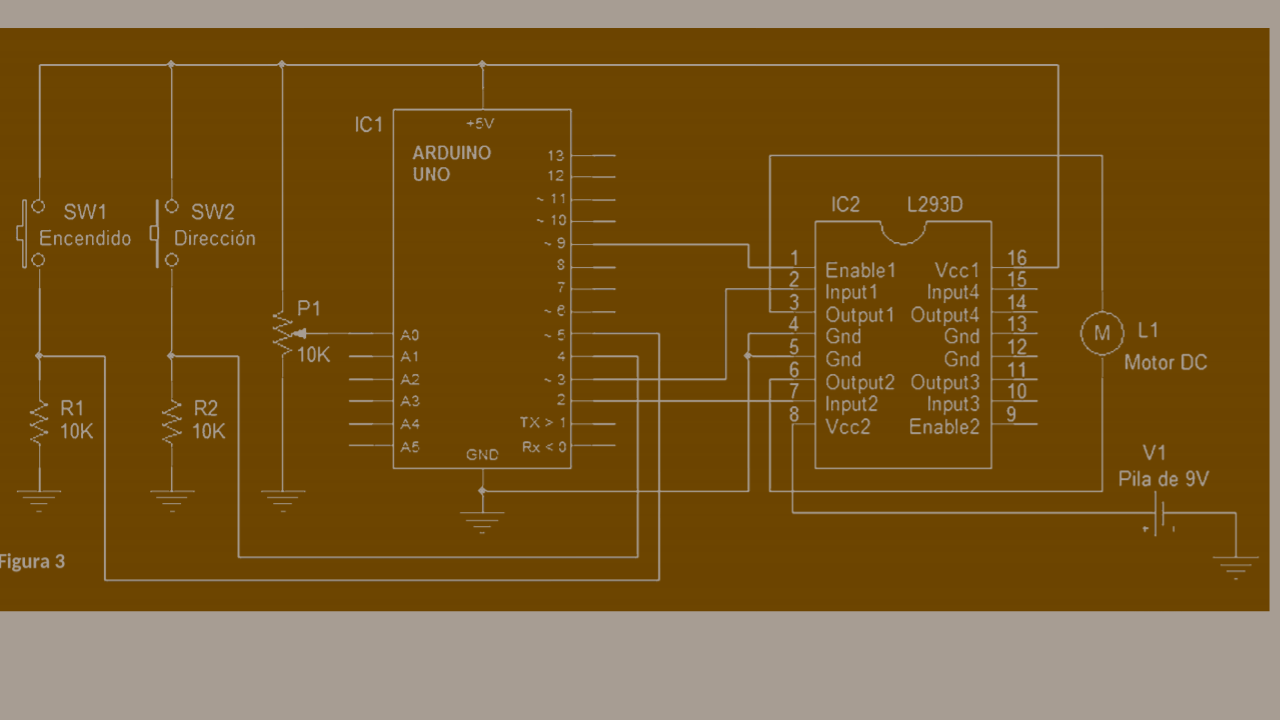 IC1
+5V
ARDUINO
UNO
13
12
~ 11
~ 10
~ 9
8
7
~ 6
~ 5
4
~ 3
2
TX > 1
Rx < 0
A0
A1
A2
A3
A4
A5
GND
SW1
Encendido
SW2
Dirección
P1
10K
R1
10K
R2
10K
IC2
L293D
1
2
3
4
5
6
7
8
Enable1
Input1
Output1
Gnd
Gnd
Output2
Input2
Vcc2
Vcc1
Input4
Output4
Gnd
Gnd
Output3
Input3
Enable2
16
15
14
13
12
11
10
9
M
L1
Motor DC
V1
Pila de 9V
+
Figura 3